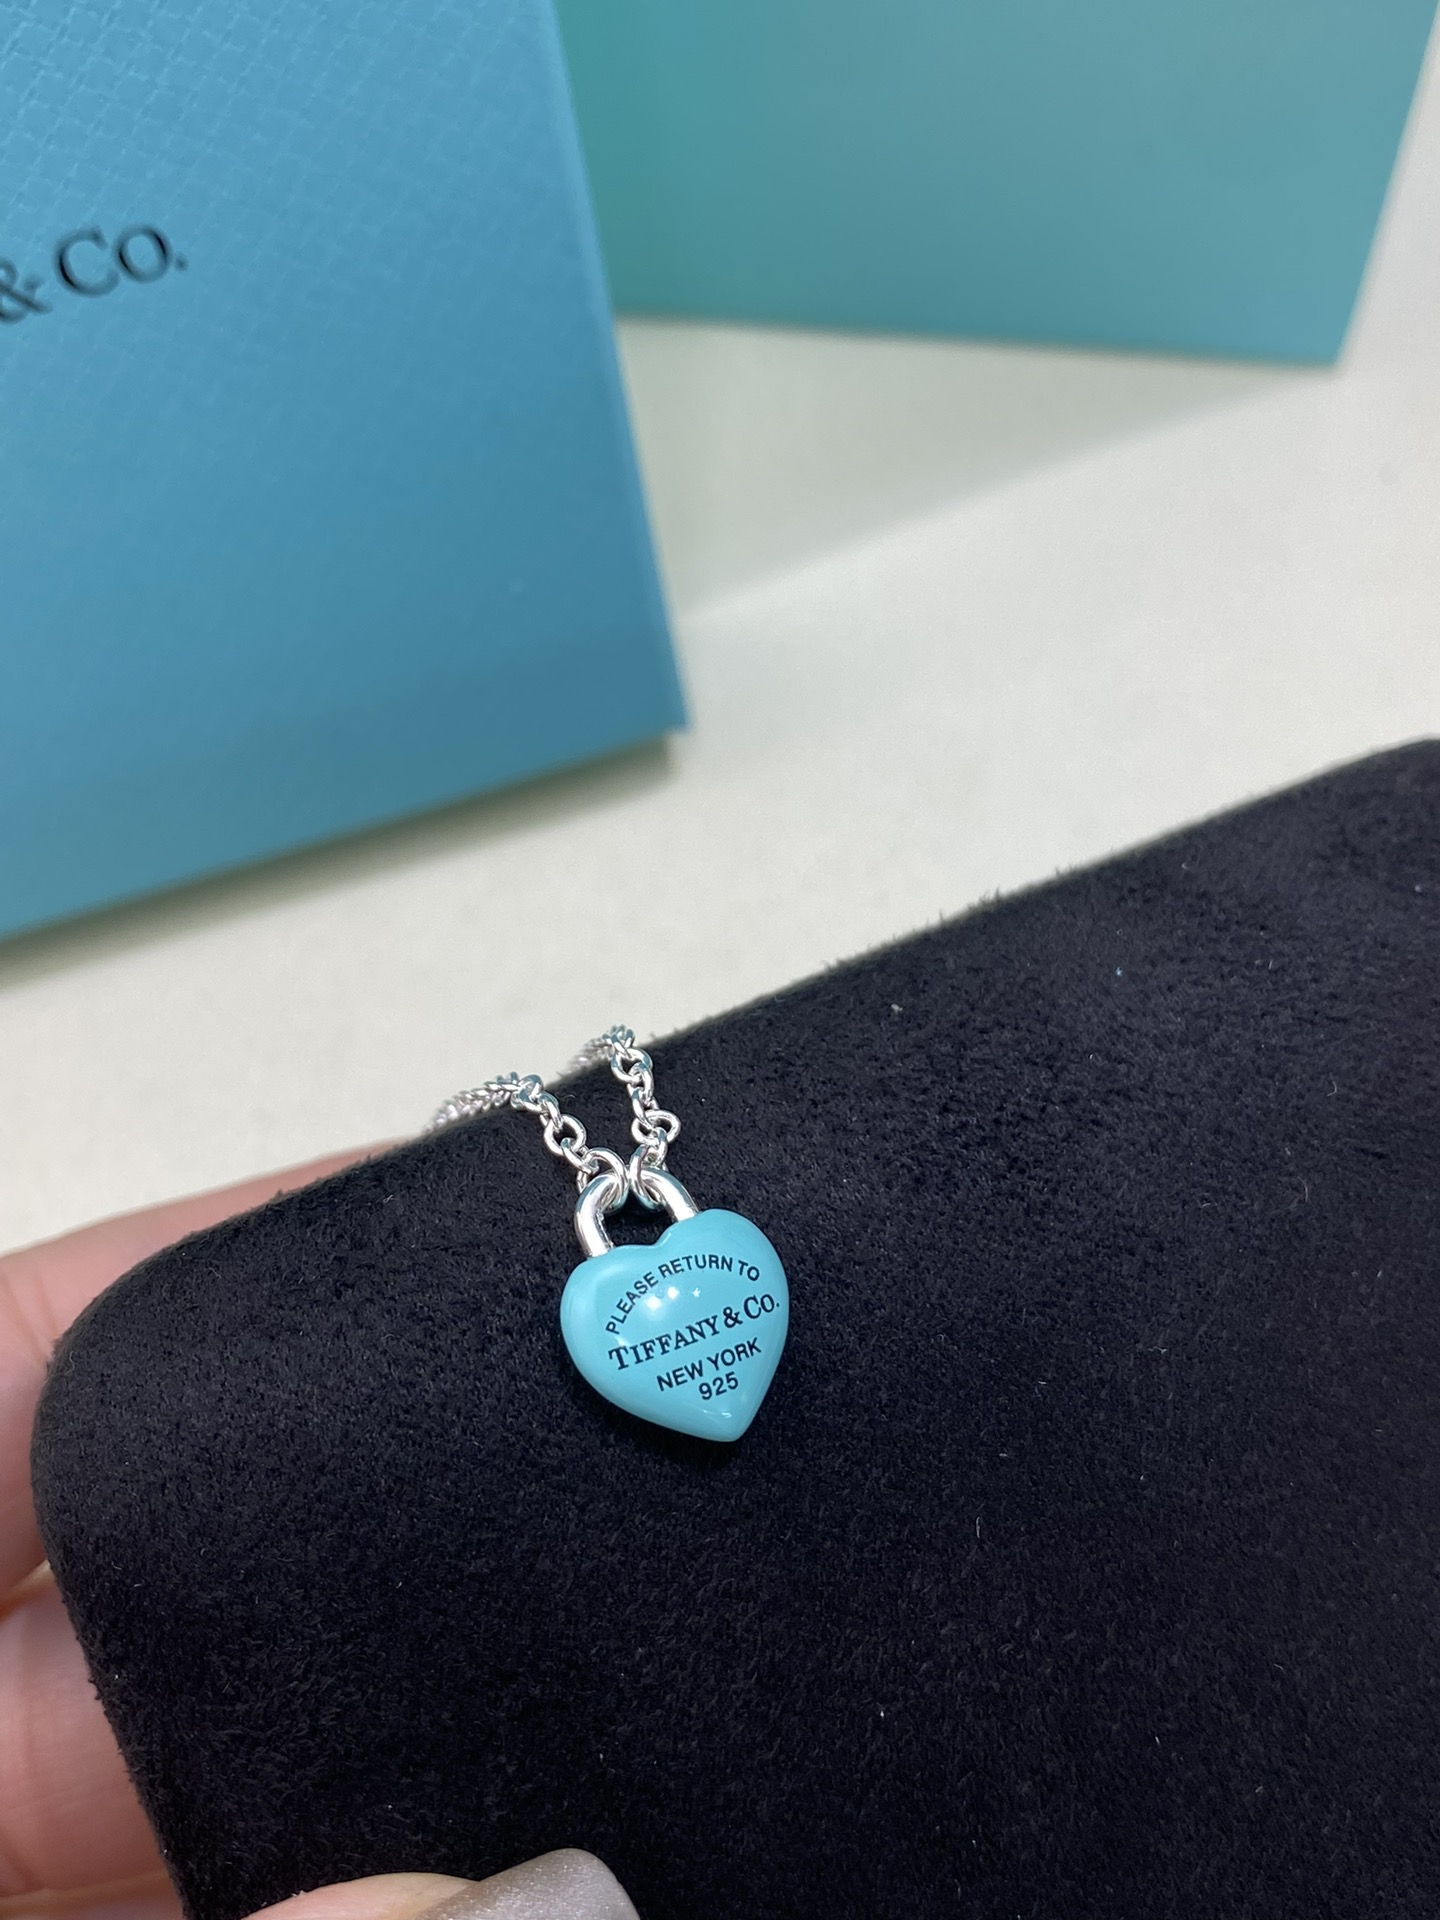 & Co.
PLEASE RETURN TO
TIFFANY & Co.
NEW YORK
925